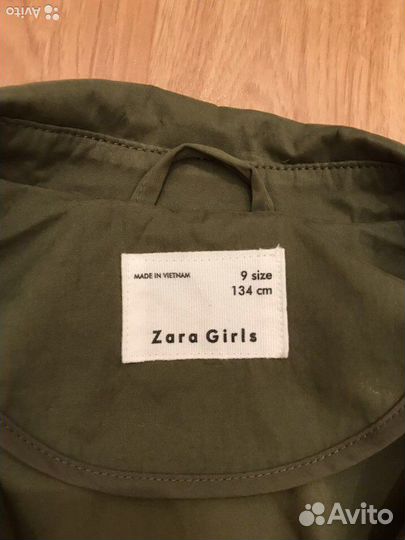 Avito
MADE IN VIETNAM
9 size
134 cm
Zara Girls
Avito